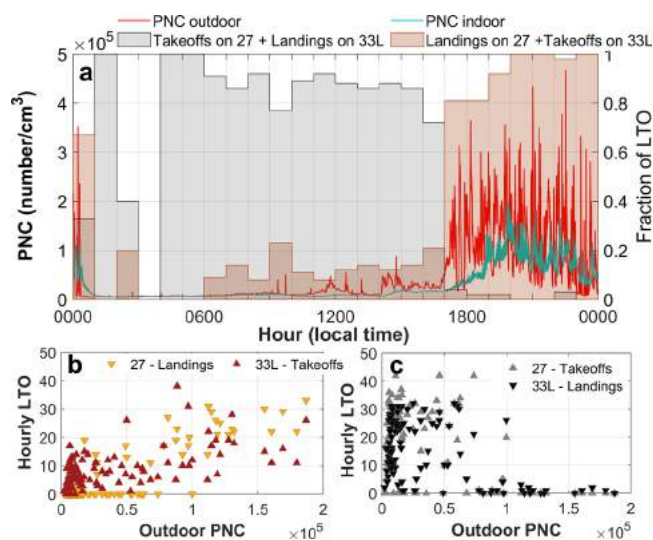 PNC outdoor PNC indoor
Takeoffs on 27 + Landings on 33L Landings on 27 +Takeoffs on 33L
×10⁵
a
5 1
4 0.8
3 0.6
2 0.4
1 0.2
0 0
PNC (number/cm³)
Fraction of LTO
0000 0600 1200 1800 0000
Hour (local time)
b
27 - Landings 33L - Takeoffs
50
40
30
20
10
0
Hourly LTO
0 0.5 1 1.5 2
Outdoor PNC ×10⁵
c
27 - Takeoffs
33L - Landings
50
40
30
20
10
0
Hourly LTO
0 0.5 1 1.5 2
Outdoor PNC ×10⁵